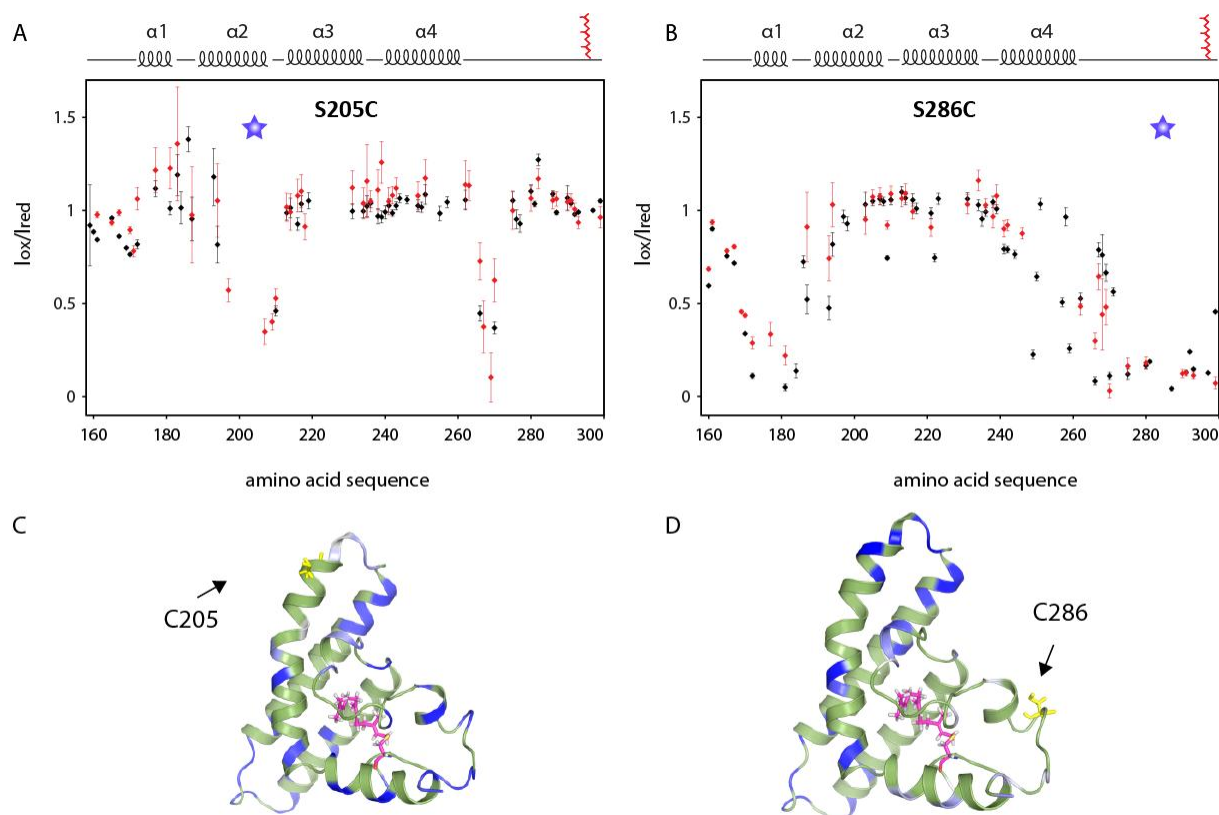 A
α1 α2 α3 α4
B
α1 α2 α3 α4
S205C
S286C
Iox/Ired
1.5
1
0.5
0
160 180 200 220 240 260 280 300
amino acid sequence
Iox/Ired
1.5
1
0.5
0
160 180 200 220 240 260 280 300
amino acid sequence
C
C205
D
C286